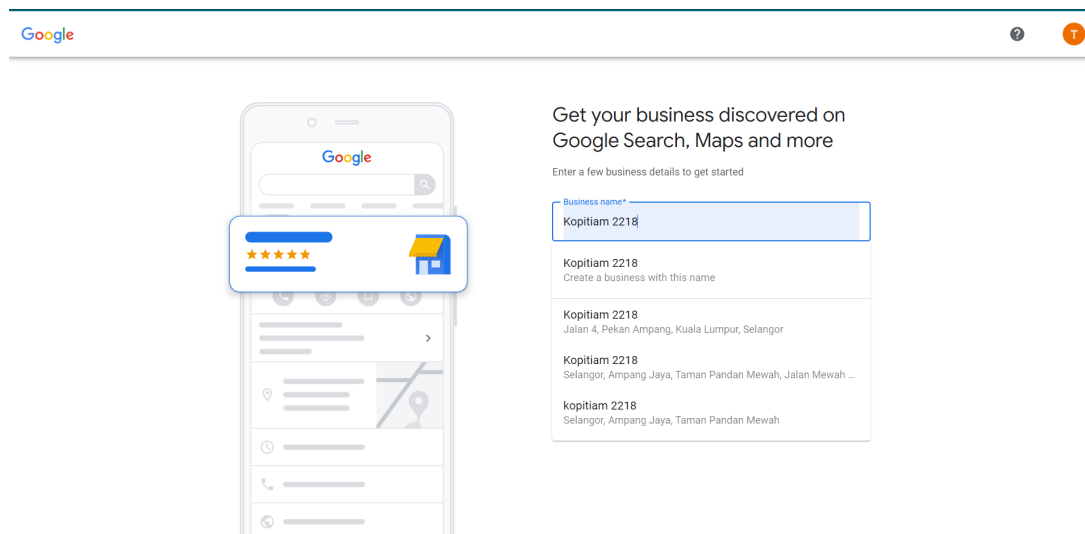 Google
T
Google
Get your business discovered on
Google Search, Maps and more
Enter a few business details to get started
Business name*
Kopitiam 2218
Kopitiam 2218
Create a business with this name
Kopitiam 2218
Jalan 4, Pekan Ampang, Kuala Lumpur, Selangor
Kopitiam 2218
Selangor, Ampang Jaya, Taman Pandan Mewah, Jalan Mewah ...
kopitiam 2218
Selangor, Ampang Jaya, Taman Pandan Mewah